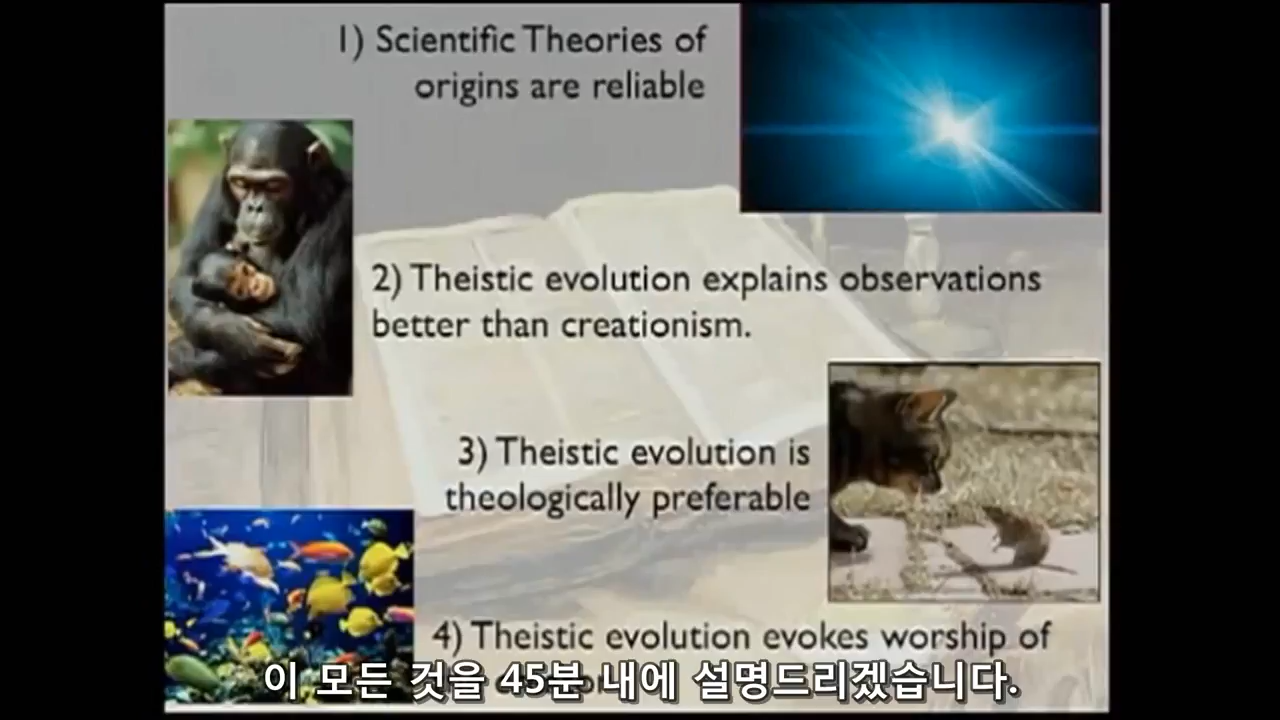 1) Scientific Theories of
origins are reliable
2) Theistic evolution explains observations
better than creationism.
3) Theistic evolution is
theologically preferable
4) Theistic evolution evokes worship of
이 모든 것을 45분 내에 설명드리겠습니다.